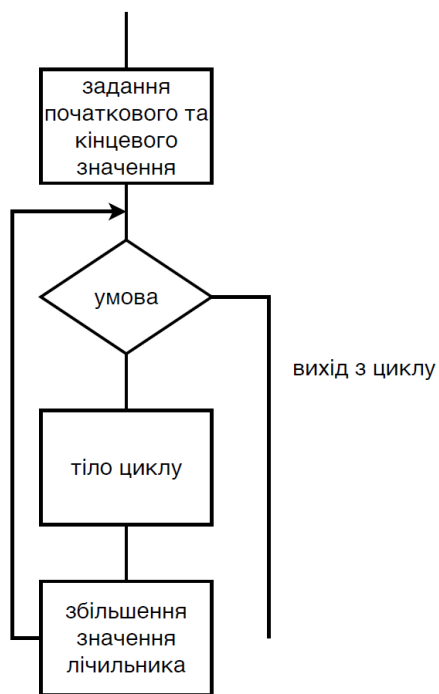 задання
початкового та
кінцевого
значення
умова
вихід з циклу
тіло циклу
збільшення
значення
лічильника